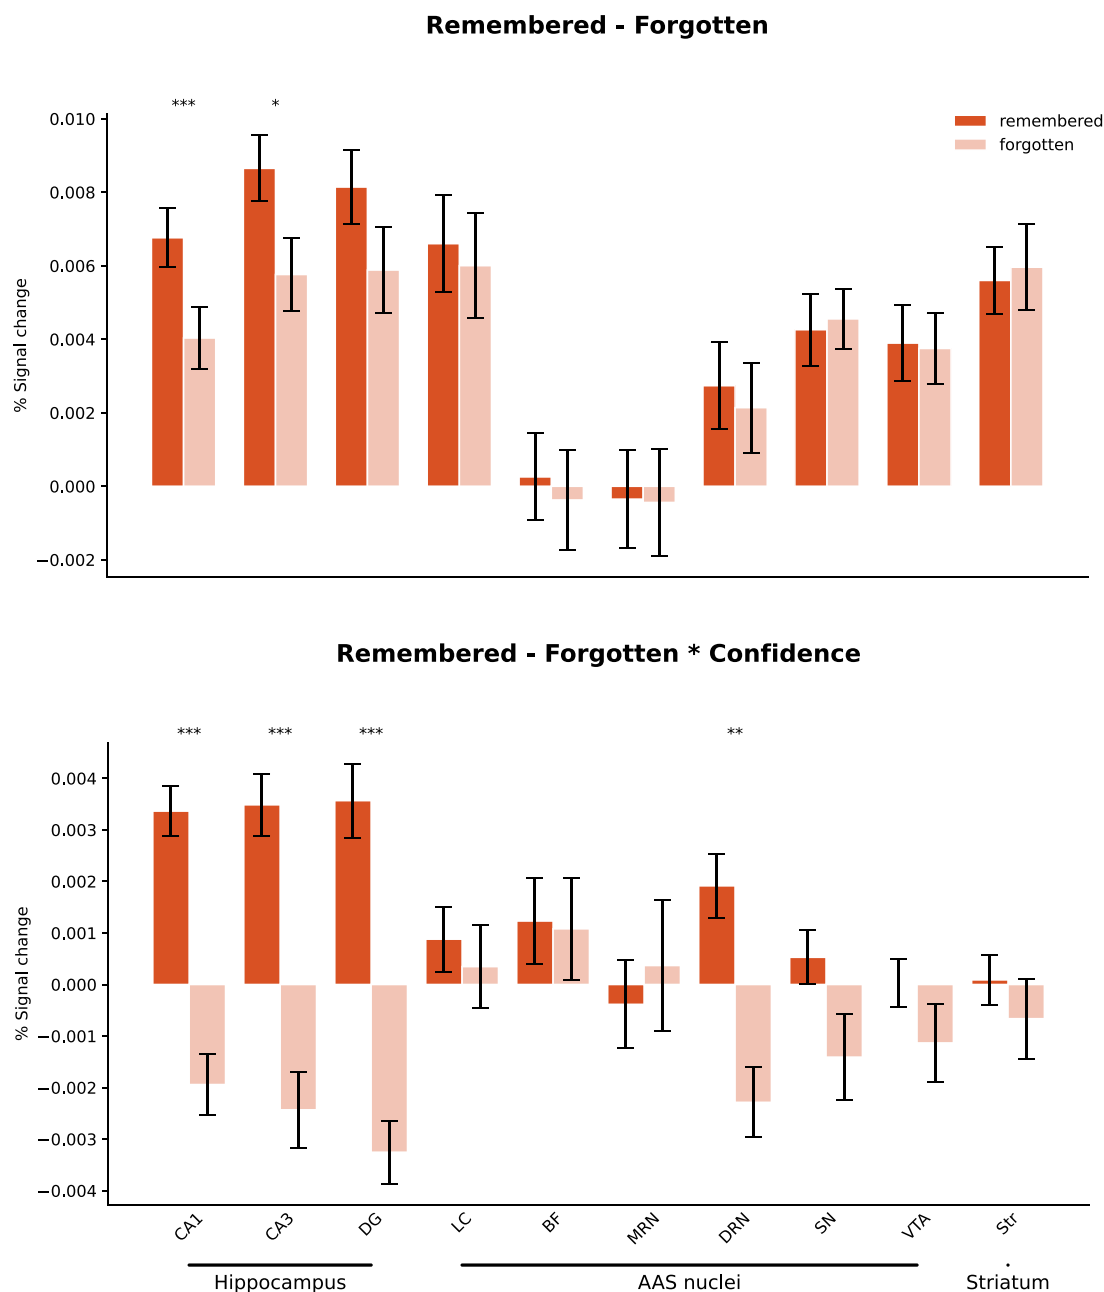 Remembered - Forgotten
*** *
remembered
forgotten
0.010
0.008
0.006
0.004
0.002
0.000
−0.002
% Signal change
Remembered - Forgotten * Confidence
*** *** *** **
0.004
0.003
0.002
0.001
0.000
−0.001
−0.002
−0.003
−0.004
% Signal change
CA1 CA3 DG LC BF MRN DRN SN VTA Str
Hippocampus AAS nuclei Striatum